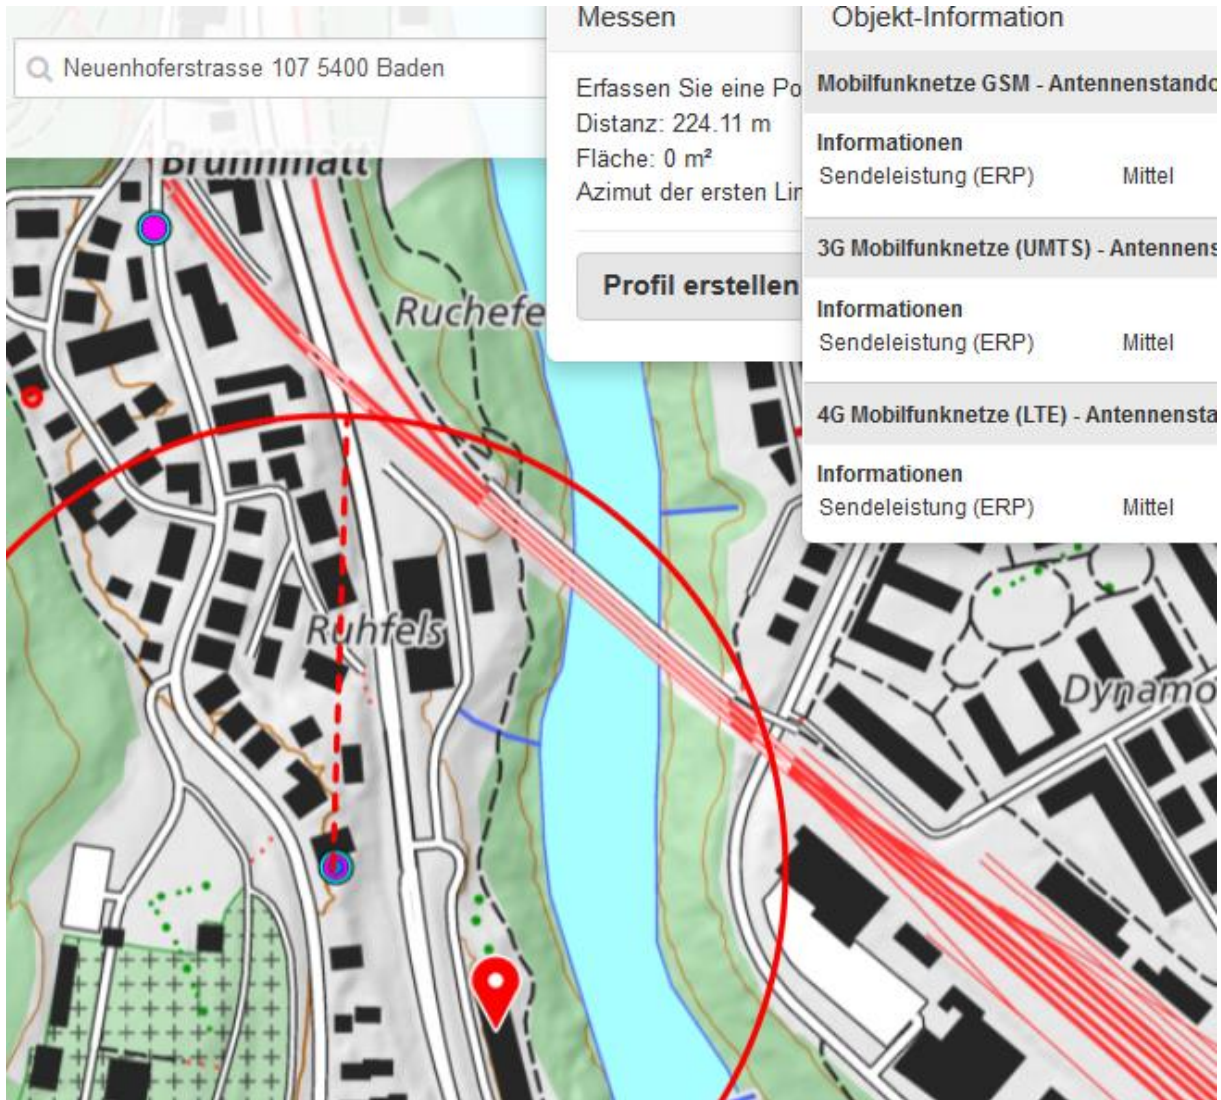 Neuenhoferstrasse 107 5400 Baden
Messen
Erfassen Sie eine Po
Distanz: 224.11 m
Fläche: 0 m²
Azimut der ersten Lin
Profil erstellen
Objekt-Information
Mobilfunknetze GSM - Antennenstando
Informationen
Sendeleistung (ERP) Mittel
3G Mobilfunknetze (UMTS) - Antennens
Informationen
Sendeleistung (ERP) Mittel
4G Mobilfunknetze (LTE) - Antennensta
Informationen
Sendeleistung (ERP) Mittel
Brunnmatt
Ruchefe
Ruhfels
Dynamo